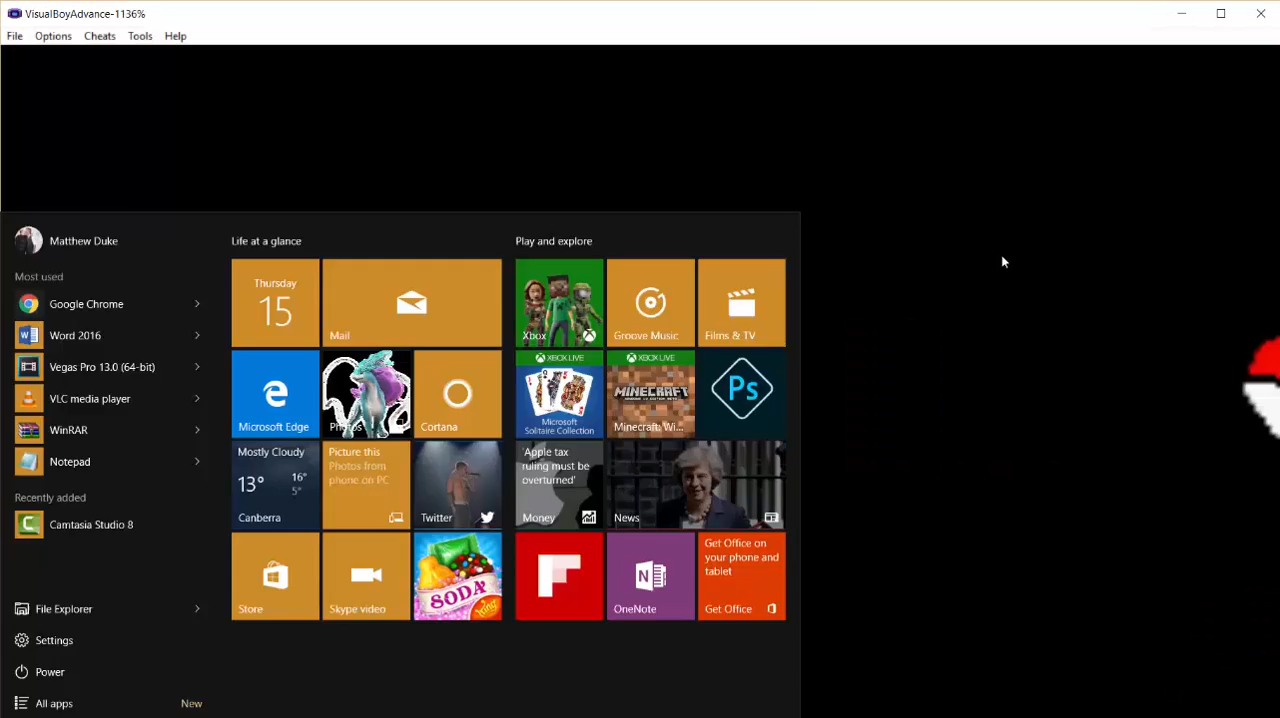 VisualBoyAdvance-1136%
File Options Cheats Tools Help
Matthew Duke
Most used
Google Chrome
Word 2016
Vegas Pro 13.0 (64-bit)
VLC media player
WinRAR
Notepad
Recently added
Camtasia Studio 8
File Explorer
Settings
Power
All apps New
Life at a glance
Thursday
15
Mail
Microsoft Edge
Photos
Cortana
Mostly Cloudy
13° 16°
5°
Canberra
Picture this
Photos from
phone on PC
Twitter
Store
Skype video
SODA
King
Play and explore
Xbox
Groove Music
Films & TV
XBOX LIVE
Microsoft
Solitaire Collection
XBOX LIVE
MINECRAFT
Minecraft: Wi...
Ps
'Apple tax
ruling must be
overturned'
Money
News
OneNote
Get Office on
your phone and
tablet
Get Office